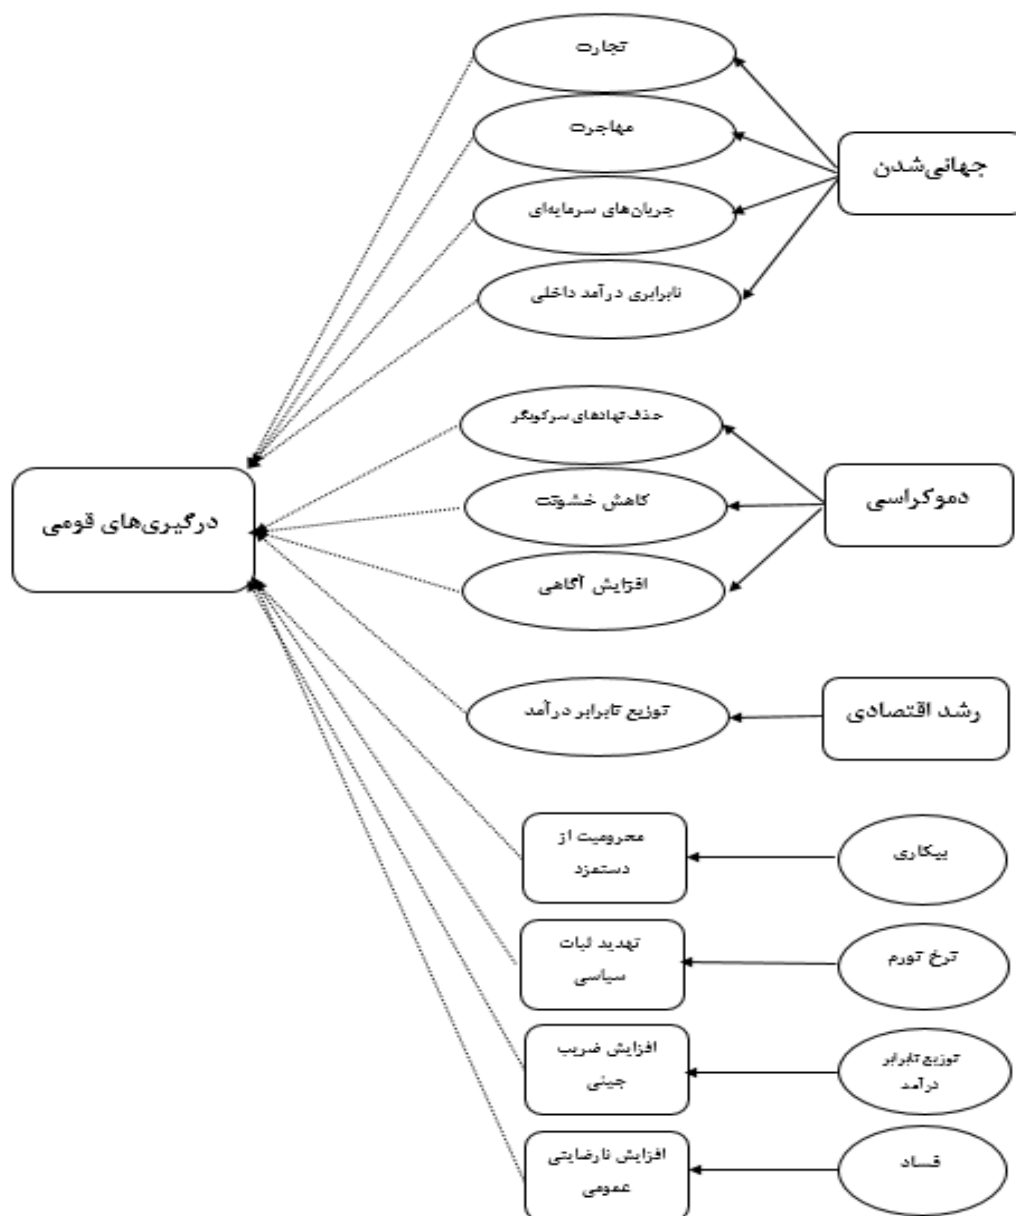 تجارت
مهاجرت
جهانی‌شدن
جریان‌های سرمایه‌ای
نابرابری درآمد داخلی
حذف نهادهای سرکوبگر
دموکراسی
کاهش خشونت
درگیری‌های قومی
افزایش آگاهی
رشد اقتصادی
توزیع نابرابر درآمد
بیکاری
محرومیت از
دستمزد
نرخ تورم
تهدید ثبات
سیاسی
توزیع نابرابر
درآمد
افزایش ضریب
جینی
فساد
افزایش نارضایتی
عمومی